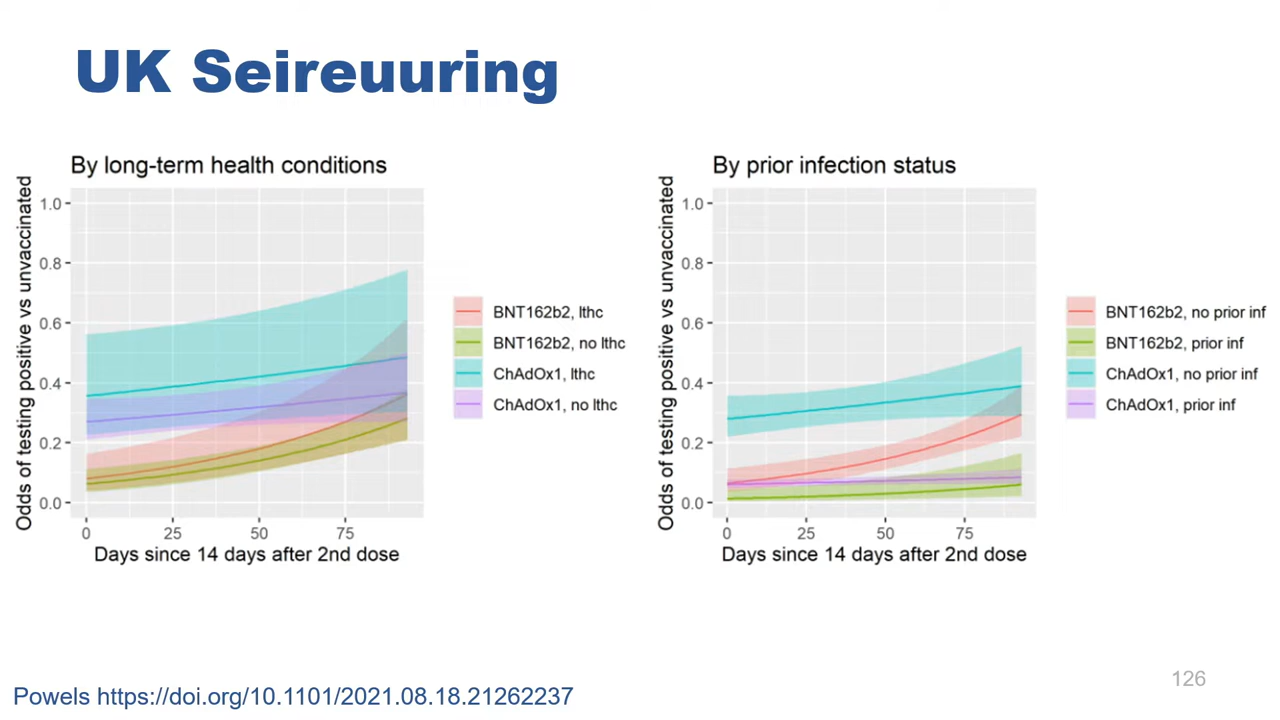 UK Seireuuring
By long-term health conditions
Odds of testing positive vs unvaccinated
1.0
0.8
0.6
0.4
0.2
0.0
0
25
50
75
Days since 14 days after 2nd dose
BNT162b2, lthc
BNT162b2, no lthc
ChAdOx1, lthc
ChAdOx1, no lthc
By prior infection status
Odds of testing positive vs unvaccinated
1.0
0.8
0.6
0.4
0.2
0.0
0
25
50
75
Days since 14 days after 2nd dose
BNT162b2, no prior inf
BNT162b2, prior inf
ChAdOx1, no prior inf
ChAdOx1, prior inf
126
Powels https://doi.org/10.1101/2021.08.18.21262237